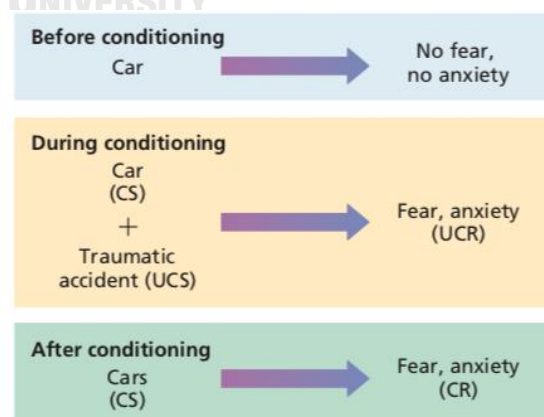 UNIVERSITY
Before conditioning
Car
No fear,
no anxiety
During conditioning
Car
(CS)
+
Traumatic
accident (UCS)
Fear, anxiety
(UCR)
After conditioning
Cars
(CS)
Fear, anxiety
(CR)